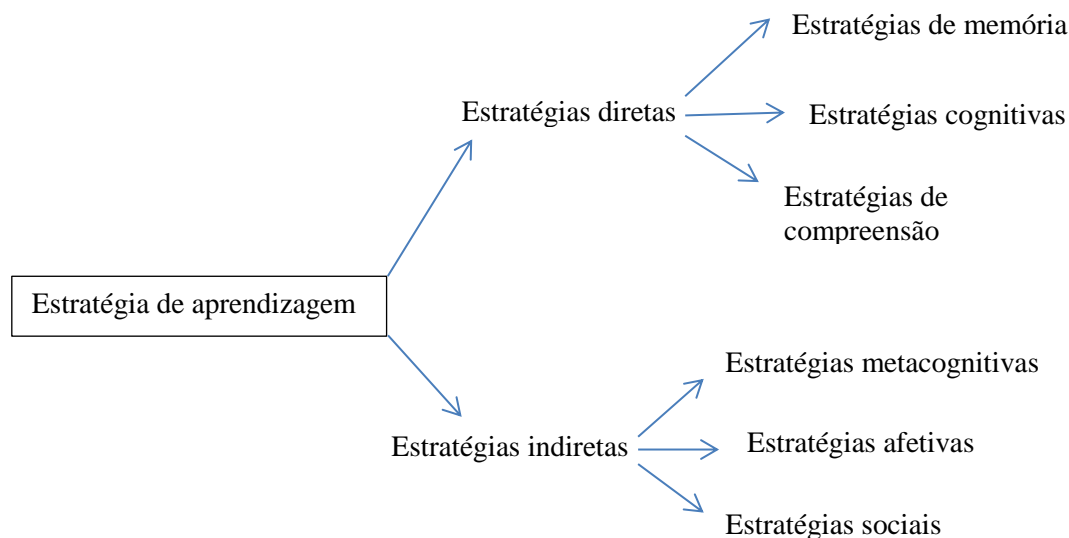 Estratégias de memória
Estratégias diretas
Estratégias cognitivas
Estratégias de
compreensão
Estratégia de aprendizagem
Estratégias metacognitivas
Estratégias indiretas
Estratégias afetivas
Estratégias sociais